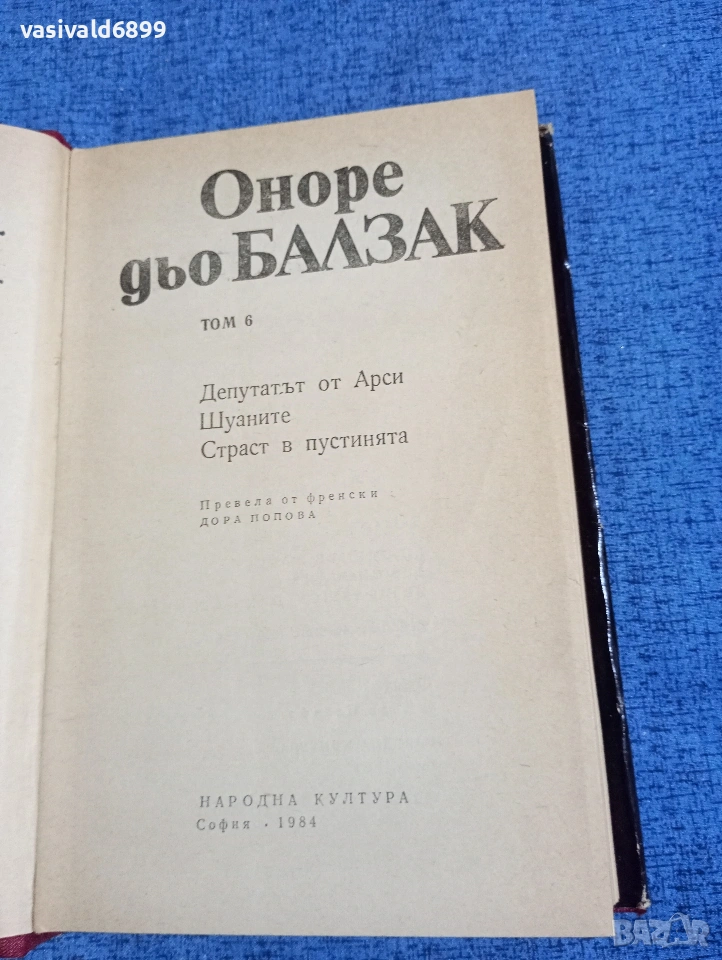 vasivald6899
Оноре
дьо БАЛЗАК
ТОМ 6
Депутатът от Арси
Шуаните
Страст в пустинята
Превела от френски
ДОРА ПОПОВА
НАРОДНА КУЛТУРА
София · 1984
BAZAR